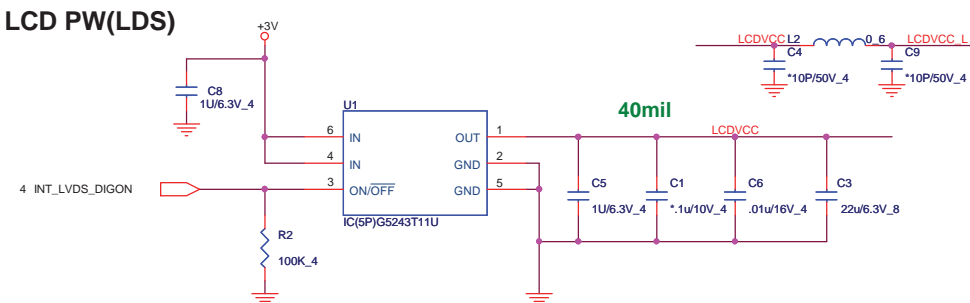 LCD PW(LDS)
+3V
LCDVCC L2 0_6 LCDVCC_L
C4 C9
*10P/50V_4 *10P/50V_4
C8
1U/6.3V_4
U1
40mil
6 IN OUT 1
LCDVCC
4 IN GND 2
4 INT_LVDS_DIGON 3 ON/OFF GND 5
C5 C1 C6 C3
1U/6.3V_4 *.1u/10V_4 .01u/16V_4 22u/6.3V_8
IC(5P)G5243T11U
R2
100K_4